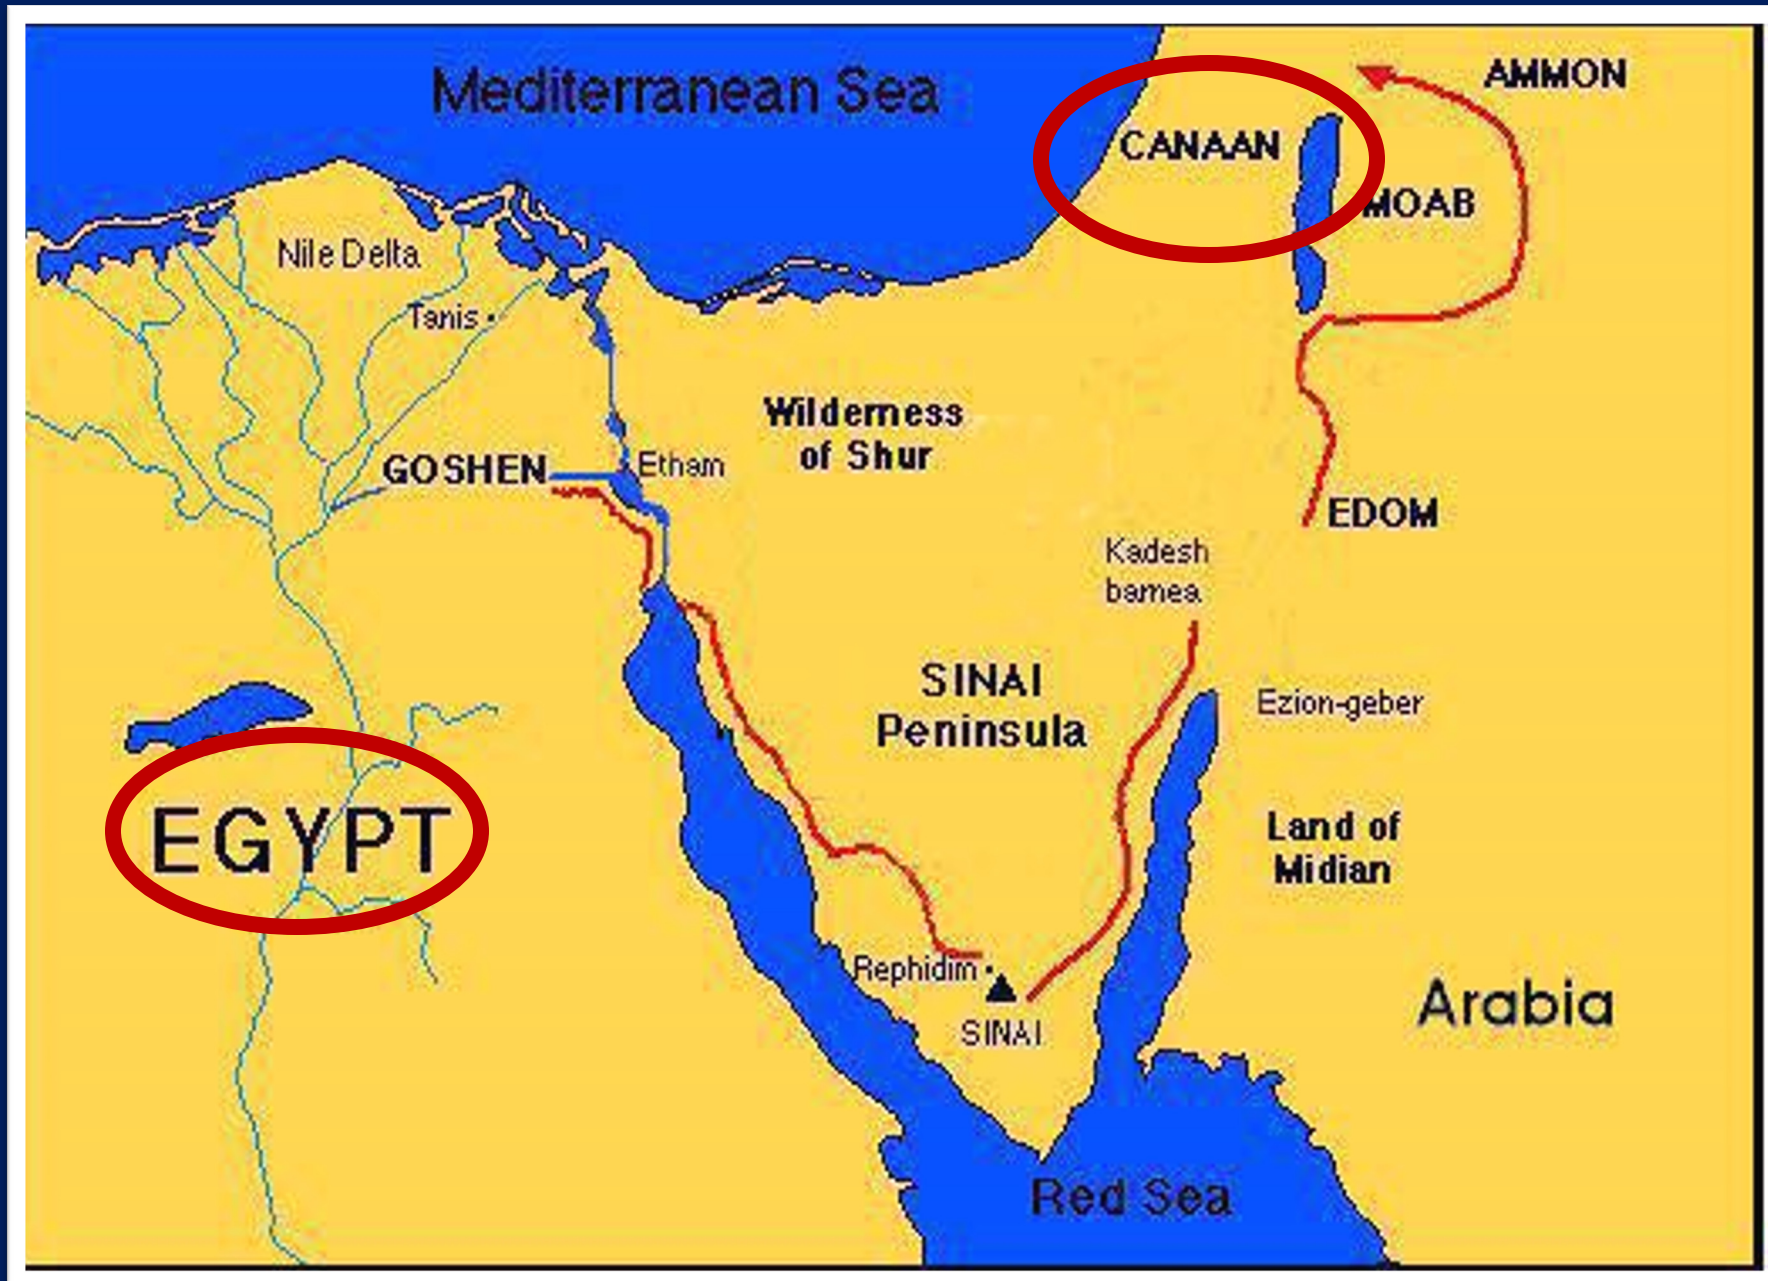 Mediterranean Sea
AMMON
CANAAN
MOAB
Nile Delta
Tanis
Wilderness
of Shur
GOSHEN
Etham
EDOM
Kadesh
barnea
SINAI
Peninsula
Ezion-geber
EGYPT
Land of
Midian
Rephidim
SINAI
Arabia
Red Sea